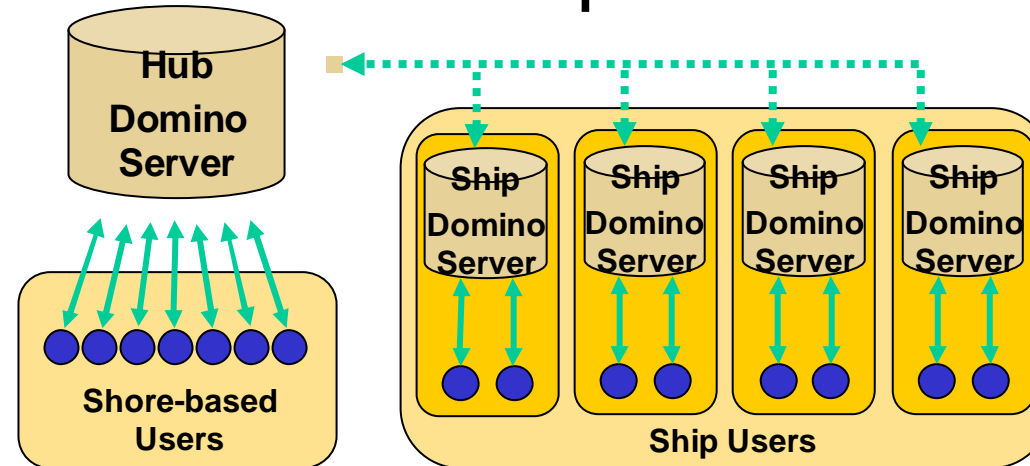 Hub
Domino
Server
Ship
Domino
Server
Ship
Domino
Server
Ship
Domino
Server
Ship
Domino
Server
Shore-based
Users
Ship Users